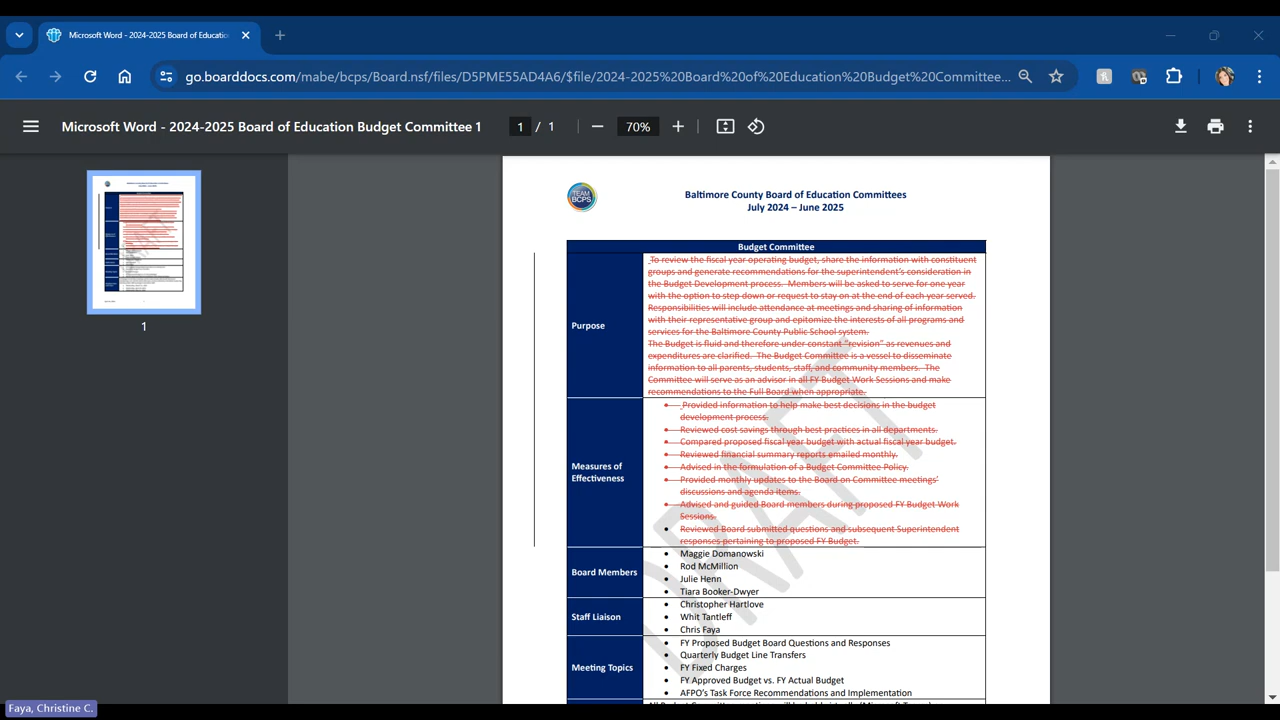 Microsoft Word - 2024-2025 Board of Educatio
go.boarddocs.com/mabe/bcps/Board.nsf/files/D5PME55AD4A6/$file/2024-2025%20Board%20of%20Education%20Budget%20Committee...
Microsoft Word - 2024-2025 Board of Education Budget Committee 1
1 / 1
70%
1
TEAM
BCPS
Baltimore County Board of Education Committees
July 2024 – June 2025
Budget Committee
Purpose
To review the fiscal year operating budget, share the information with constituent
groups and generate recommendations for the superintendent's consideration in
the Budget Development process. Members will be asked to serve for one year
with the option to step down or request to stay on at the end of each year served.
Responsibilities will include attendance at meetings and sharing of information
with their representative group and epitomize the interests of all programs and
services for the Baltimore County Public School system.
The Budget is fluid and therefore under constant "revision" as revenues and
expenditures are clarified. The Budget Committee is a vessel to disseminate
information to all parents, students, staff, and community members. The
Committee will serve as an advisor in all FY Budget Work Sessions and make
recommendations to the Full Board when appropriate.
Measures of
Effectiveness
• Provided information to help make best decisions in the budget
development process.
• Reviewed cost savings through best practices in all departments.
• Compared proposed fiscal year budget with actual fiscal year budget.
• Reviewed financial summary reports emailed monthly.
• Advised in the formulation of a Budget Committee Policy.
• Provided monthly updates to the Board on Committee meetings'
discussions and agenda items.
• Advised and guided Board members during proposed FY Budget Work
Sessions.
• Reviewed Board submitted questions and subsequent Superintendent
responses pertaining to proposed FY Budget.
Board Members
• Maggie Domanowski
• Rod McMillion
• Julie Henn
• Tiara Booker-Dwyer
Staff Liaison
• Christopher Hartlove
• Whit Tantleff
• Chris Faya
Meeting Topics
• FY Proposed Budget Board Questions and Responses
• Quarterly Budget Line Transfers
• FY Fixed Charges
• FY Approved Budget vs. FY Actual Budget
• AFPO's Task Force Recommendations and Implementation
DRAFT
Faya, Christine C.